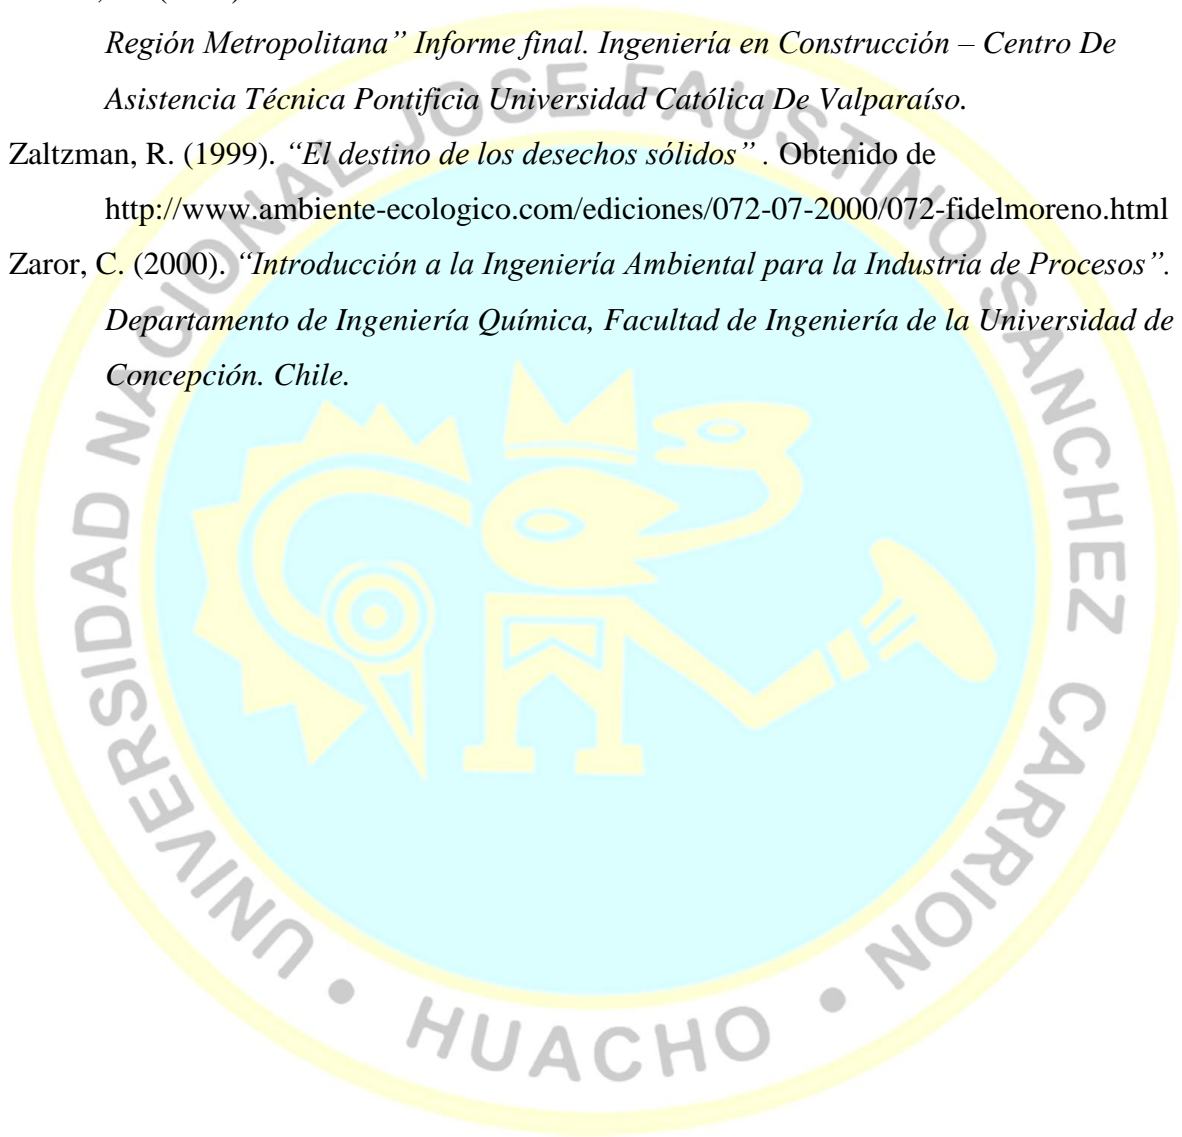 Región Metropolitana” Informe final. Ingeniería en Construcción – Centro De
Asistencia Técnica Pontificia Universidad Católica De Valparaíso.
Zaltzman, R. (1999). “El destino de los desechos sólidos” . Obtenido de
http://www.ambiente-ecologico.com/ediciones/072-07-2000/072-fidelmoreno.html
Zaror, C. (2000). “Introducción a la Ingeniería Ambiental para la Industria de Procesos”.
Departamento de Ingeniería Química, Facultad de Ingeniería de la Universidad de
Concepción. Chile.
UNIVERSIDAD NACIONAL JOSE FAUSTINO SANCHEZ CARRION
• HUACHO •